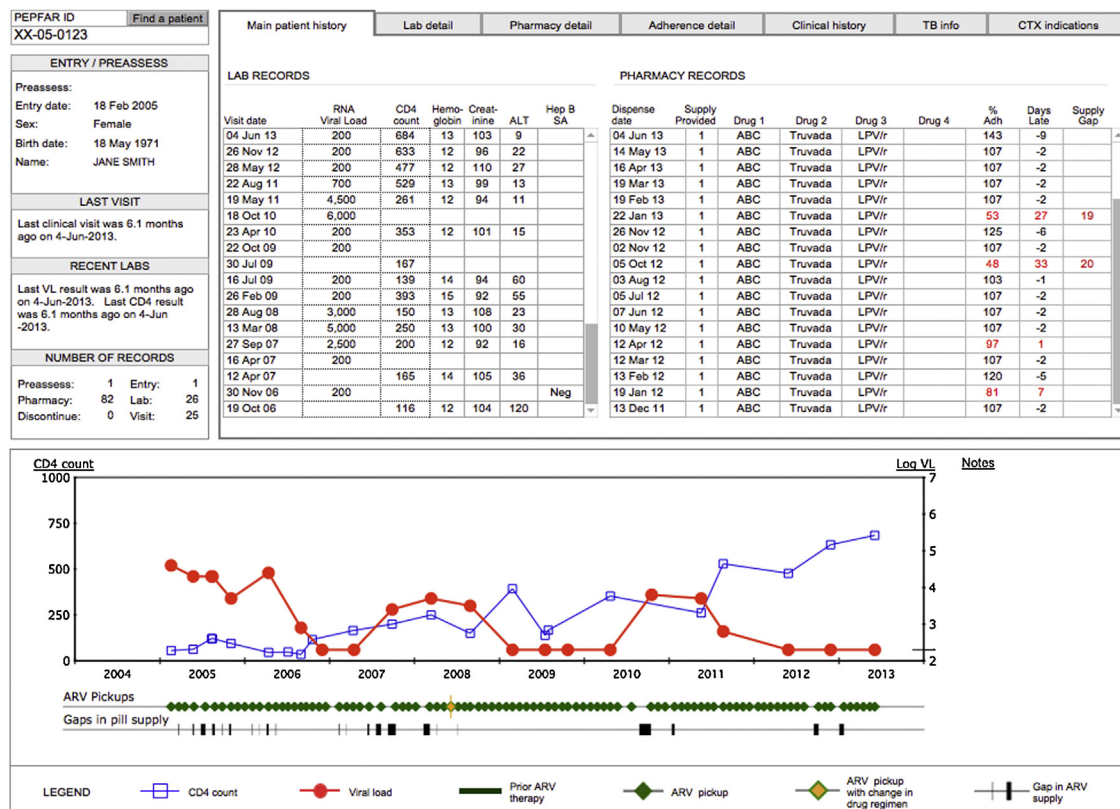 PEPFAR ID Find a patient
XX-05-0123
ENTRY / PREASSESS
Preassess:
Entry date: 18 Feb 2005
Sex: Female
Birth date: 18 May 1971
Name: JANE SMITH
LAST VISIT
Last clinical visit was 6.1 months
ago on 4-Jun-2013.
RECENT LABS
Last VL result was 6.1 months ago
on 4-Jun-2013. Last CD4 result
was 6.1 months ago on 4-Jun
-2013.
NUMBER OF RECORDS
Preassess: 1 Entry: 1
Pharmacy: 82 Lab: 26
Discontinue: 0 Visit: 25
Main patient history Lab detail Pharmacy detail Adherence detail Clinical history TB info CTX indications
LAB RECORDS
Visit date RNA Viral Load CD4 count Hemo-globin Creat-inine ALT Hep B SA
04 Jun 13 200 684 13 103 9
26 Nov 12 200 633 12 96 22
28 May 12 200 477 12 110 27
22 Aug 11 700 529 13 99 13
19 May 11 4,500 261 12 94 11
18 Oct 10 6,000
23 Apr 10 200 353 12 101 15
22 Oct 09 200
30 Jul 09 167
16 Jul 09 200 139 14 94 60
26 Feb 09 200 393 15 92 55
28 Aug 08 3,000 150 13 108 23
13 Mar 08 5,000 250 13 100 30
27 Sep 07 2,500 200 12 92 16
16 Apr 07 200
12 Apr 07 165 14 105 36
30 Nov 06 200 Neg
19 Oct 06 116 12 104 120
PHARMACY RECORDS
Dispense date Supply Provided Drug 1 Drug 2 Drug 3 Drug 4 % Adh Days Late Supply Gap
04 Jun 13 1 ABC Truvada LPV/r 143 -9
14 May 13 1 ABC Truvada LPV/r 107 -2
16 Apr 13 1 ABC Truvada LPV/r 107 -2
19 Mar 13 1 ABC Truvada LPV/r 107 -2
19 Feb 13 1 ABC Truvada LPV/r 107 -2
22 Jan 13 1 ABC Truvada LPV/r 53 27 19
26 Nov 12 1 ABC Truvada LPV/r 125 -6
02 Nov 12 1 ABC Truvada LPV/r 107 -2
05 Oct 12 1 ABC Truvada LPV/r 48 33 20
03 Aug 12 1 ABC Truvada LPV/r 103 -1
05 Jul 12 1 ABC Truvada LPV/r 107 -2
07 Jun 12 1 ABC Truvada LPV/r 107 -2
10 May 12 1 ABC Truvada LPV/r 107 -2
12 Apr 12 1 ABC Truvada LPV/r 97 1
12 Mar 12 1 ABC Truvada LPV/r 107 -2
13 Feb 12 1 ABC Truvada LPV/r 120 -5
19 Jan 12 1 ABC Truvada LPV/r 81 7
13 Dec 11 1 ABC Truvada LPV/r 107 -2
CD4 count Log VL Notes
1000 7
6
750
5
500
4
250
3
0 2
2004 2005 2006 2007 2008 2009 2010 2011 2012 2013
ARV Pickups
Gaps in pill supply
LEGEND CD4 count Viral load Prior ARV therapy ARV pickup ARV pickup with change in drug regimen Gap in ARV supply